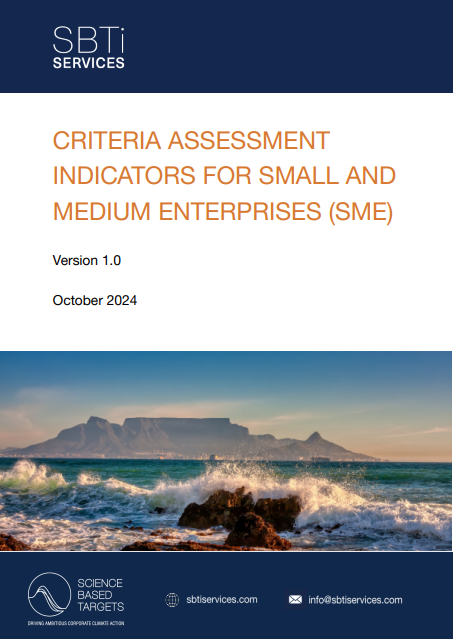 SBTi
SERVICES
CRITERIA ASSESSMENT
INDICATORS FOR SMALL AND
MEDIUM ENTERPRISES (SME)
Version 1.0
October 2024
SCIENCE
BASED
TARGETS
DRIVING AMBITIOUS CORPORATE CLIMATE ACTION
sbtiservices.com
info@sbtiservices.com